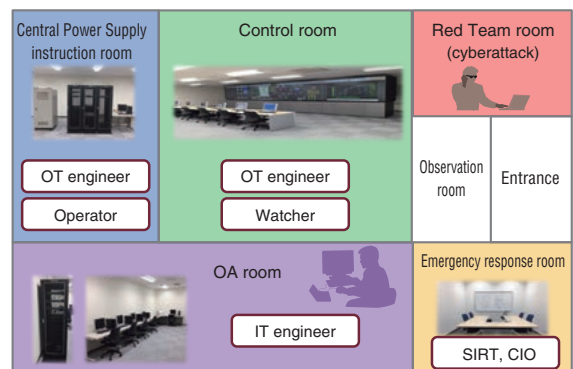 Central Power Supply
instruction room
OT engineer
Operator
Control room
OT engineer
Watcher
Red Team room
(cyberattack)
Observation
room
Entrance
OA room
IT engineer
Emergency response room
SIRT, CIO